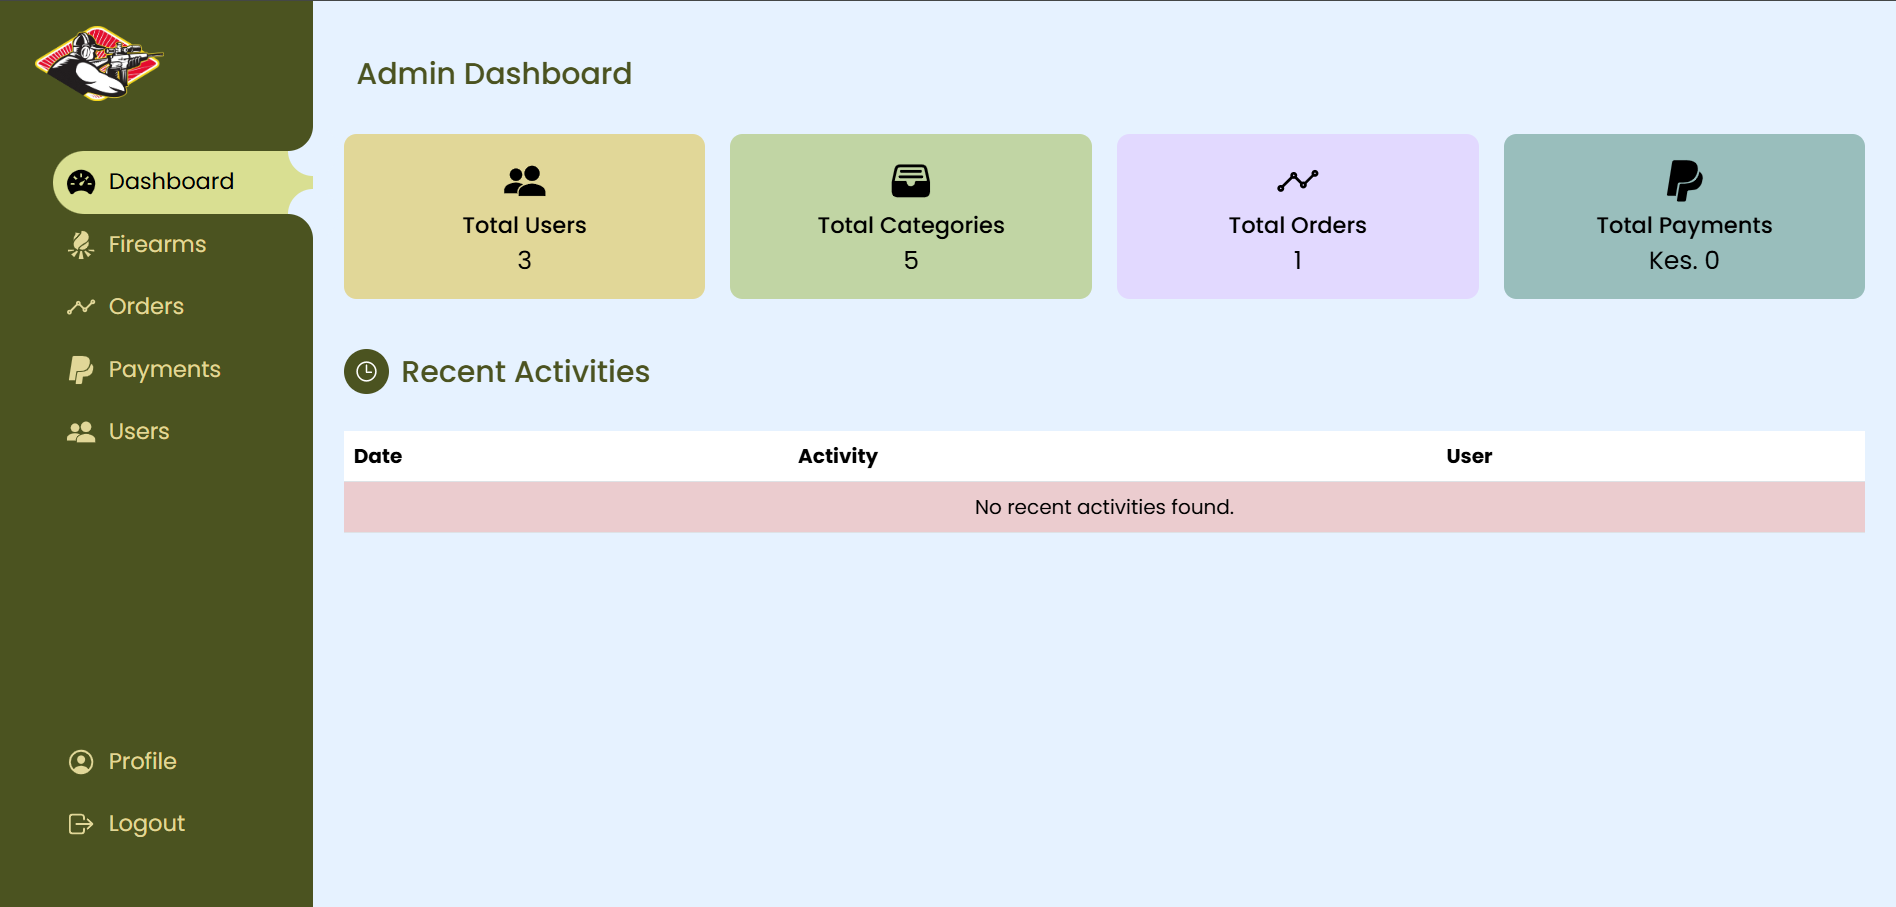 Admin Dashboard
Dashboard
Firearms
Orders
Payments
Users
Profile
Logout
Total Users
3
Total Categories
5
Total Orders
1
Total Payments
Kes. 0
Recent Activities
Date Activity User
No recent activities found.